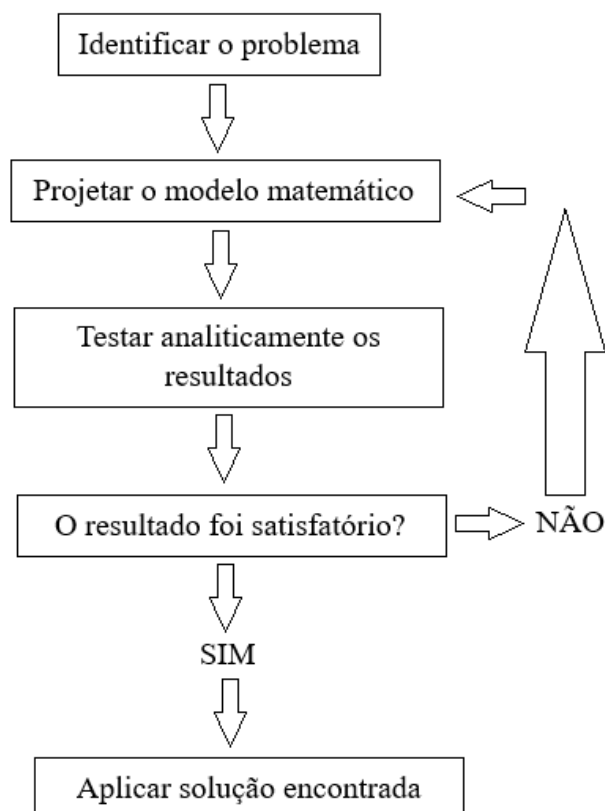 Identificar o problema
Projetar o modelo matemático
Testar analiticamente os
resultados
O resultado foi satisfatório?
NÃO
SIM
Aplicar solução encontrada